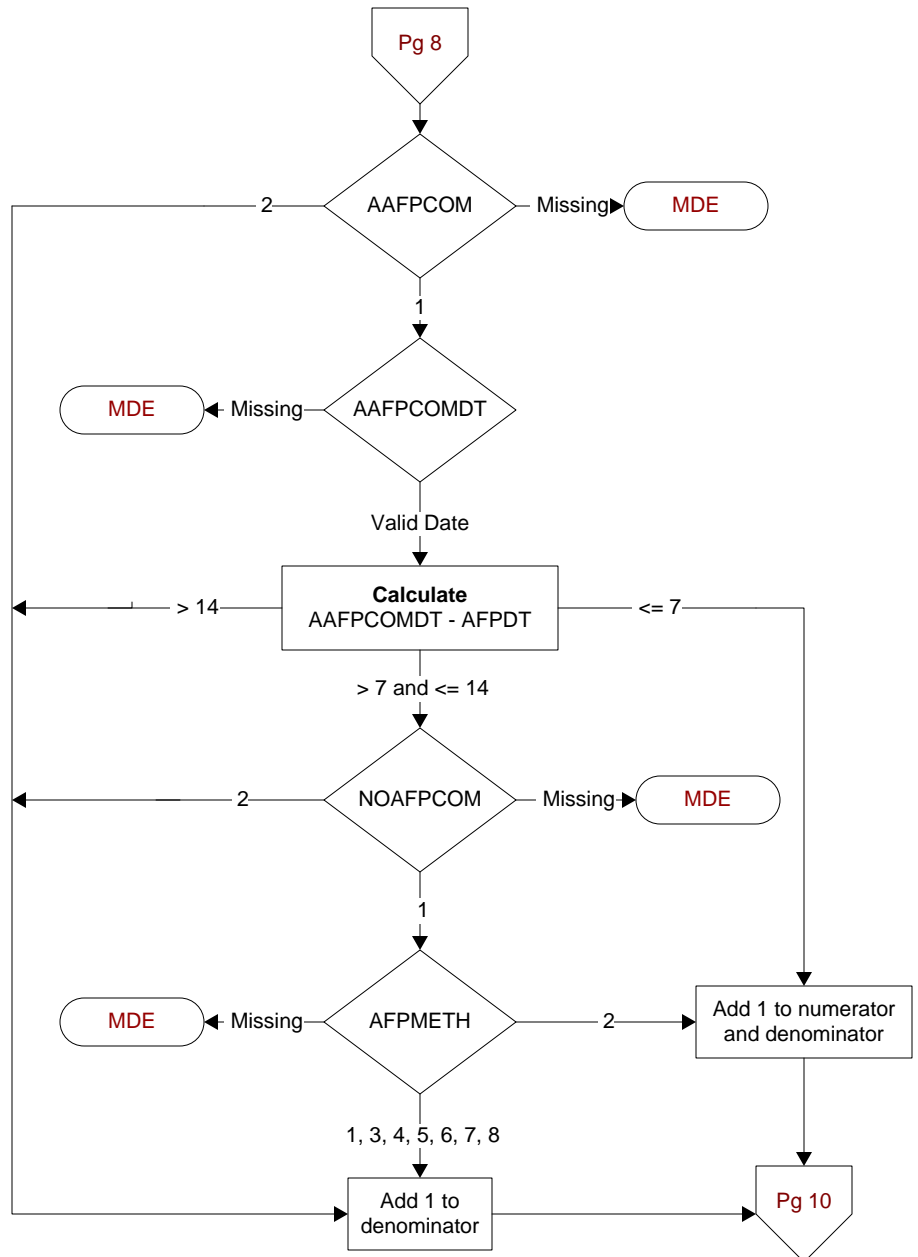 Pg 8
AAFPCOM
2
Missing
MDE
1
AAFPCOMDT
Missing
MDE
Valid Date
Calculate
AAFPCOMDT - AFPDT
> 14
<= 7
> 7 and <= 14
NOAFPCOM
2
Missing
MDE
1
AFPMETH
Missing
MDE
2
Add 1 to numerator
and denominator
1, 3, 4, 5, 6, 7, 8
Add 1 to
denominator
Pg 10